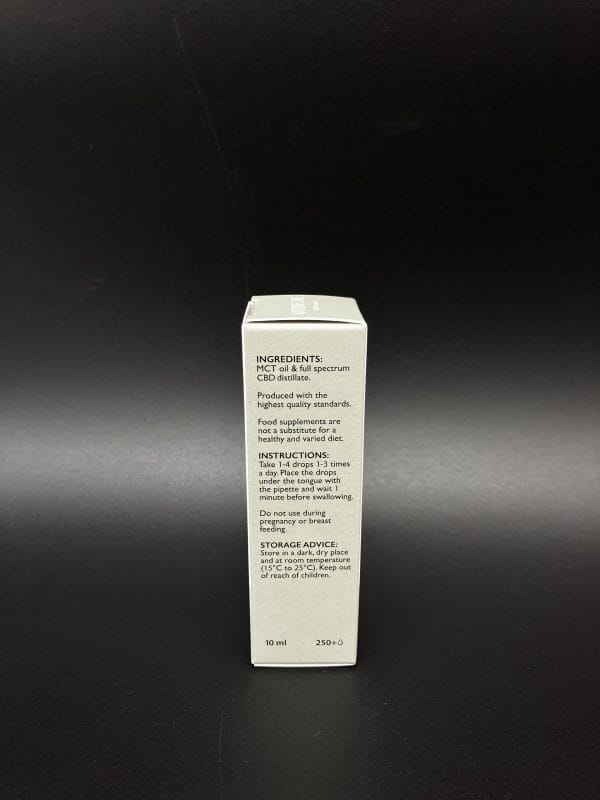 INGREDIENTS:
MCT oil & full spectrum
CBD distillate.
Produced with the
highest quality standards.
Food supplements are
not a substitute for a
healthy and varied diet.
INSTRUCTIONS:
Take 1-4 drops 1-3 times
a day. Place the drops
under the tongue with
the pipette and wait 1
minute before swallowing.
Do not use during
pregnancy or breast
feeding.
STORAGE ADVICE:
Store in a dark, dry place
and at room temperature
(15°C to 25°C). Keep out
of reach of children.
10 ml 250+